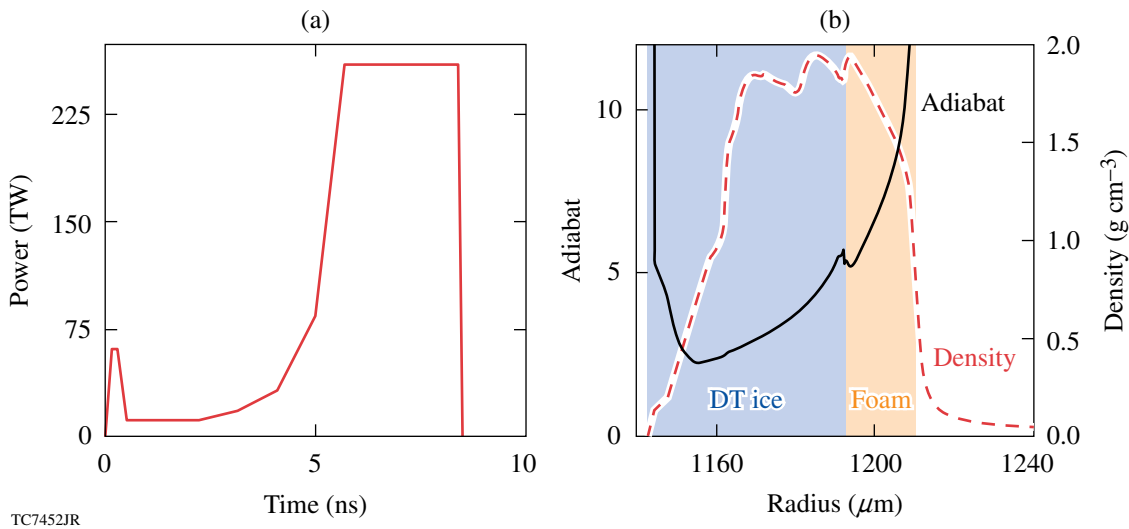 (a)
Power (TW)
225
150
75
0
0
5
10
Time (ns)
(b)
Adiabat
10
5
0
2.0
1.5
1.0
0.5
0.0
Density (g cm⁻³)
Adiabat
Density
DT ice
Foam
1160
1200
1240
Radius (μm)
TC7452JR